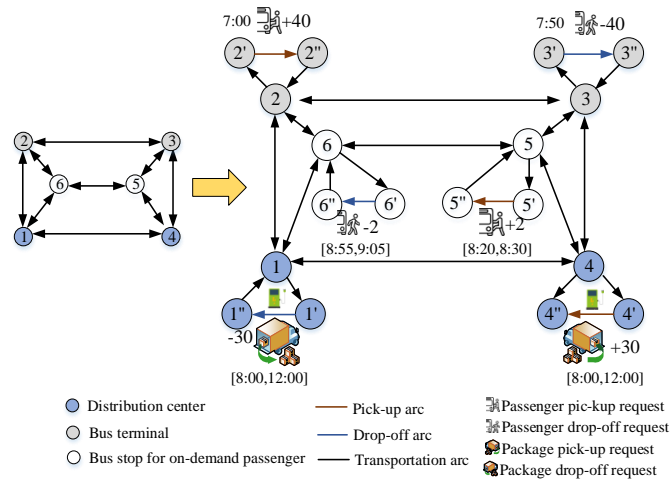 7:00 +40
7:50 -40
2' 2"
3' 3"
2 3
2 3
6 5
6 5
1 4
6" 6'
5" 5'
-2
+2
[8:55,9:05]
[8:20,8:30]
1 4
1" 1'
4" 4'
-30
+30
[8:00,12:00]
[8:00,12:00]
Distribution center
Bus terminal
Bus stop for on-demand passenger
Pick-up arc
Drop-off arc
Transportation arc
Passenger pic-kup request
Passenger drop-off request
Package pick-up request
Package drop-off request